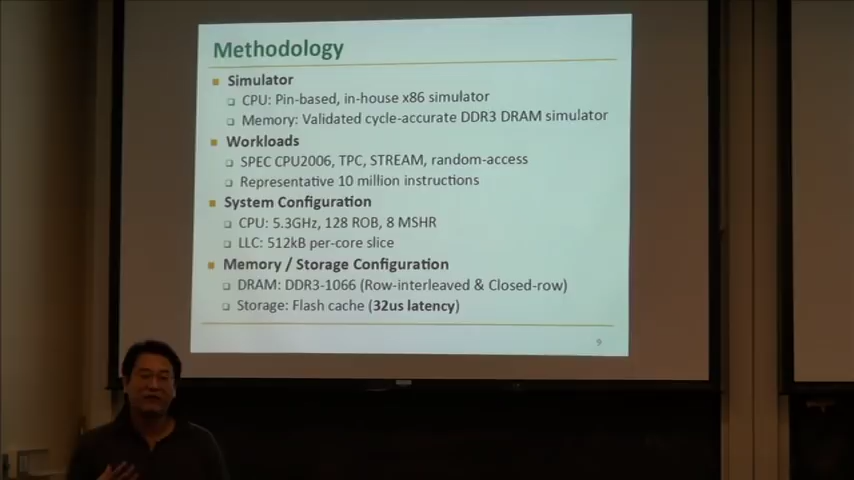 Methodology
Simulator
CPU: Pin-based, in-house x86 simulator
Memory: Validated cycle-accurate DDR3 DRAM simulator
Workloads
SPEC CPU2006, TPC, STREAM, random-access
Representative 10 million instructions
System Configuration
CPU: 5.3GHz, 128 ROB, 8 MSHR
LLC: 512kB per-core slice
Memory / Storage Configuration
DRAM: DDR3-1066 (Row-interleaved & Closed-row)
Storage: Flash cache (32us latency)
9